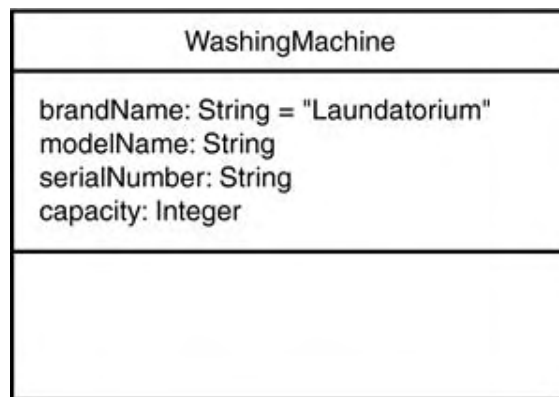 WashingMachine
brandName: String = "Laundatorium"
modelName: String
serialNumber: String
capacity: Integer